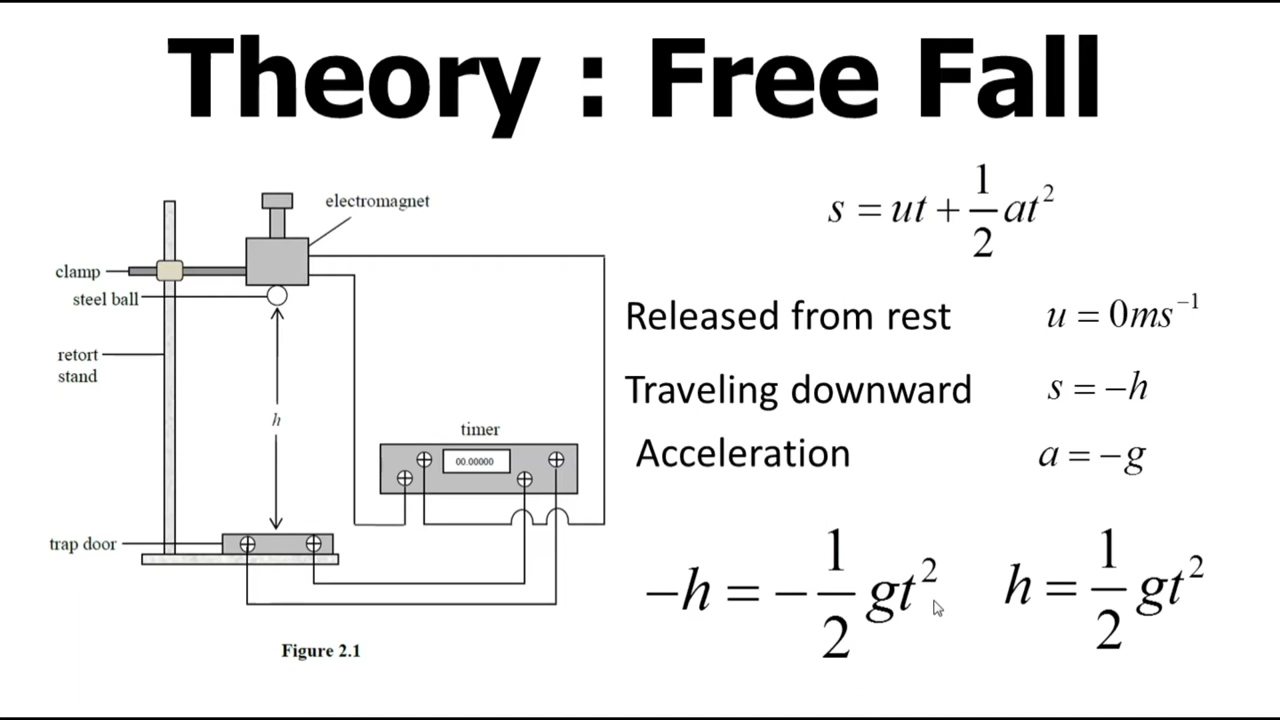 Theory : Free Fall
electromagnet
clamp
steel ball
retort
stand
h
timer
00.00000
trap door
Figure 2.1
s = ut + 1/2 at²
Released from rest u = 0ms⁻¹
Traveling downward s = −h
Acceleration a = −g
−h = − 1/2 gt² h = 1/2 gt²